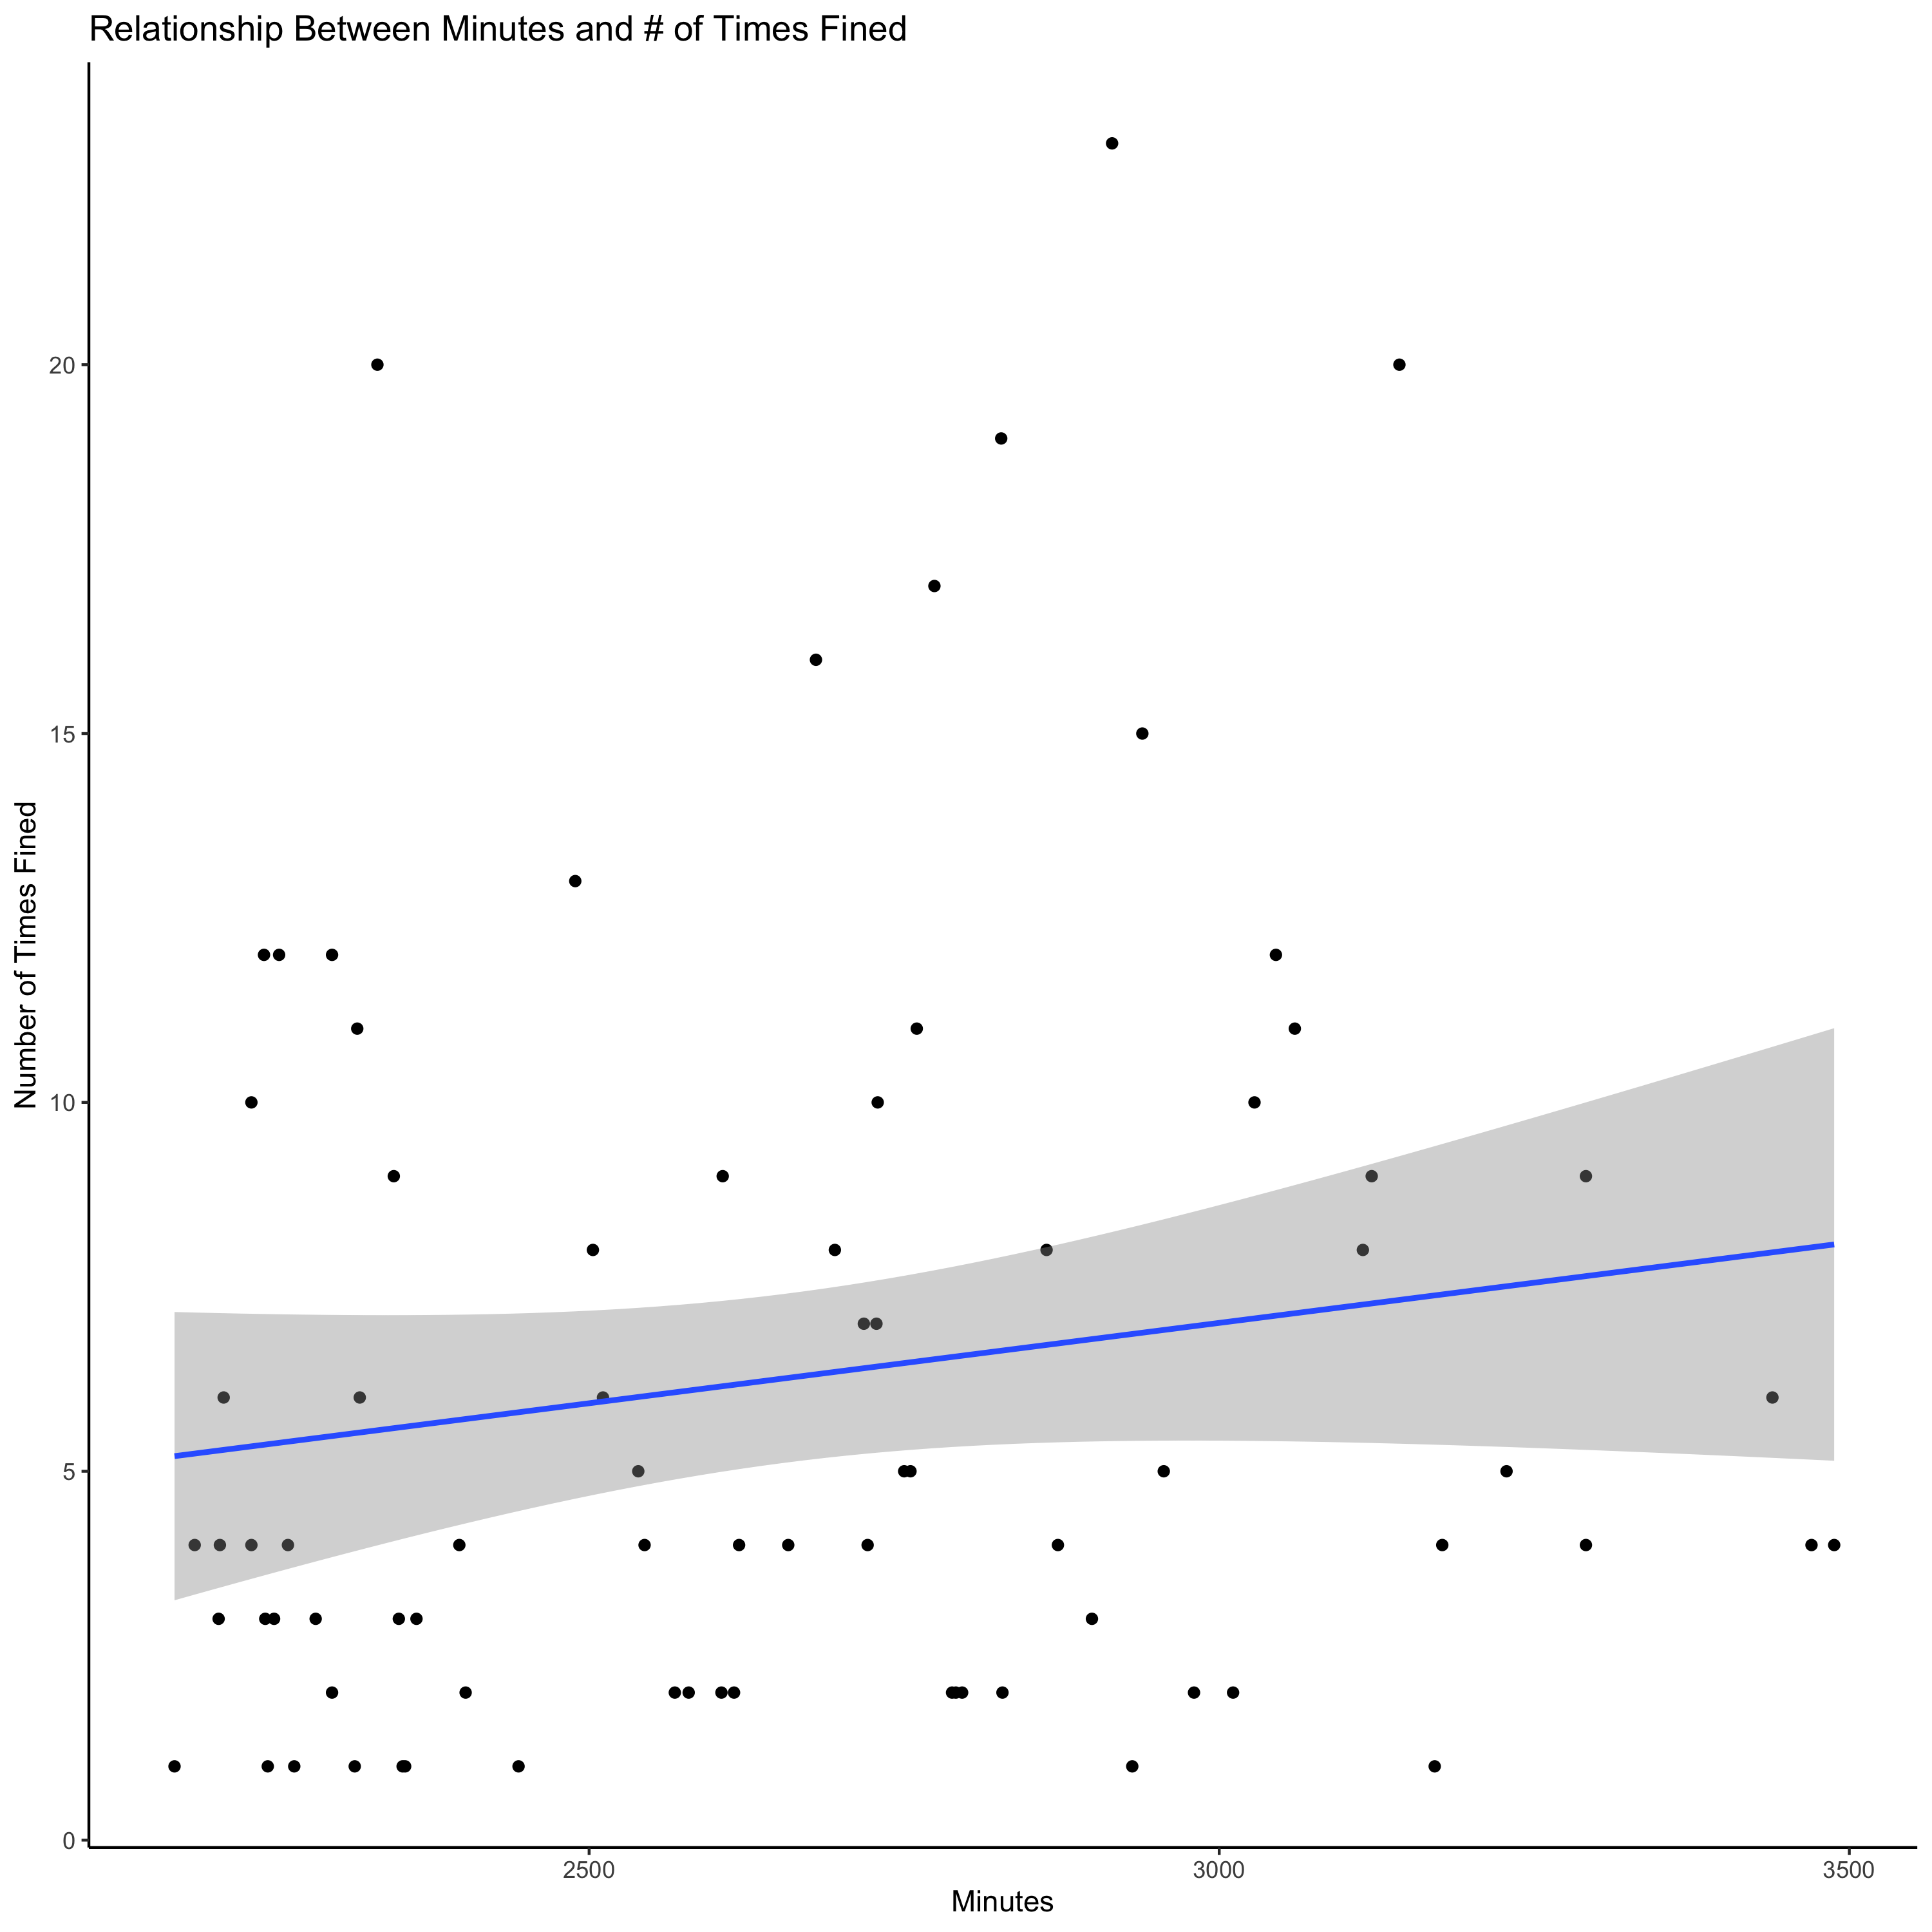 Relationship Between Minutes and # of Times Fined
Number of Times Fined
20
15
10
5
0
2500
3000
3500
Minutes